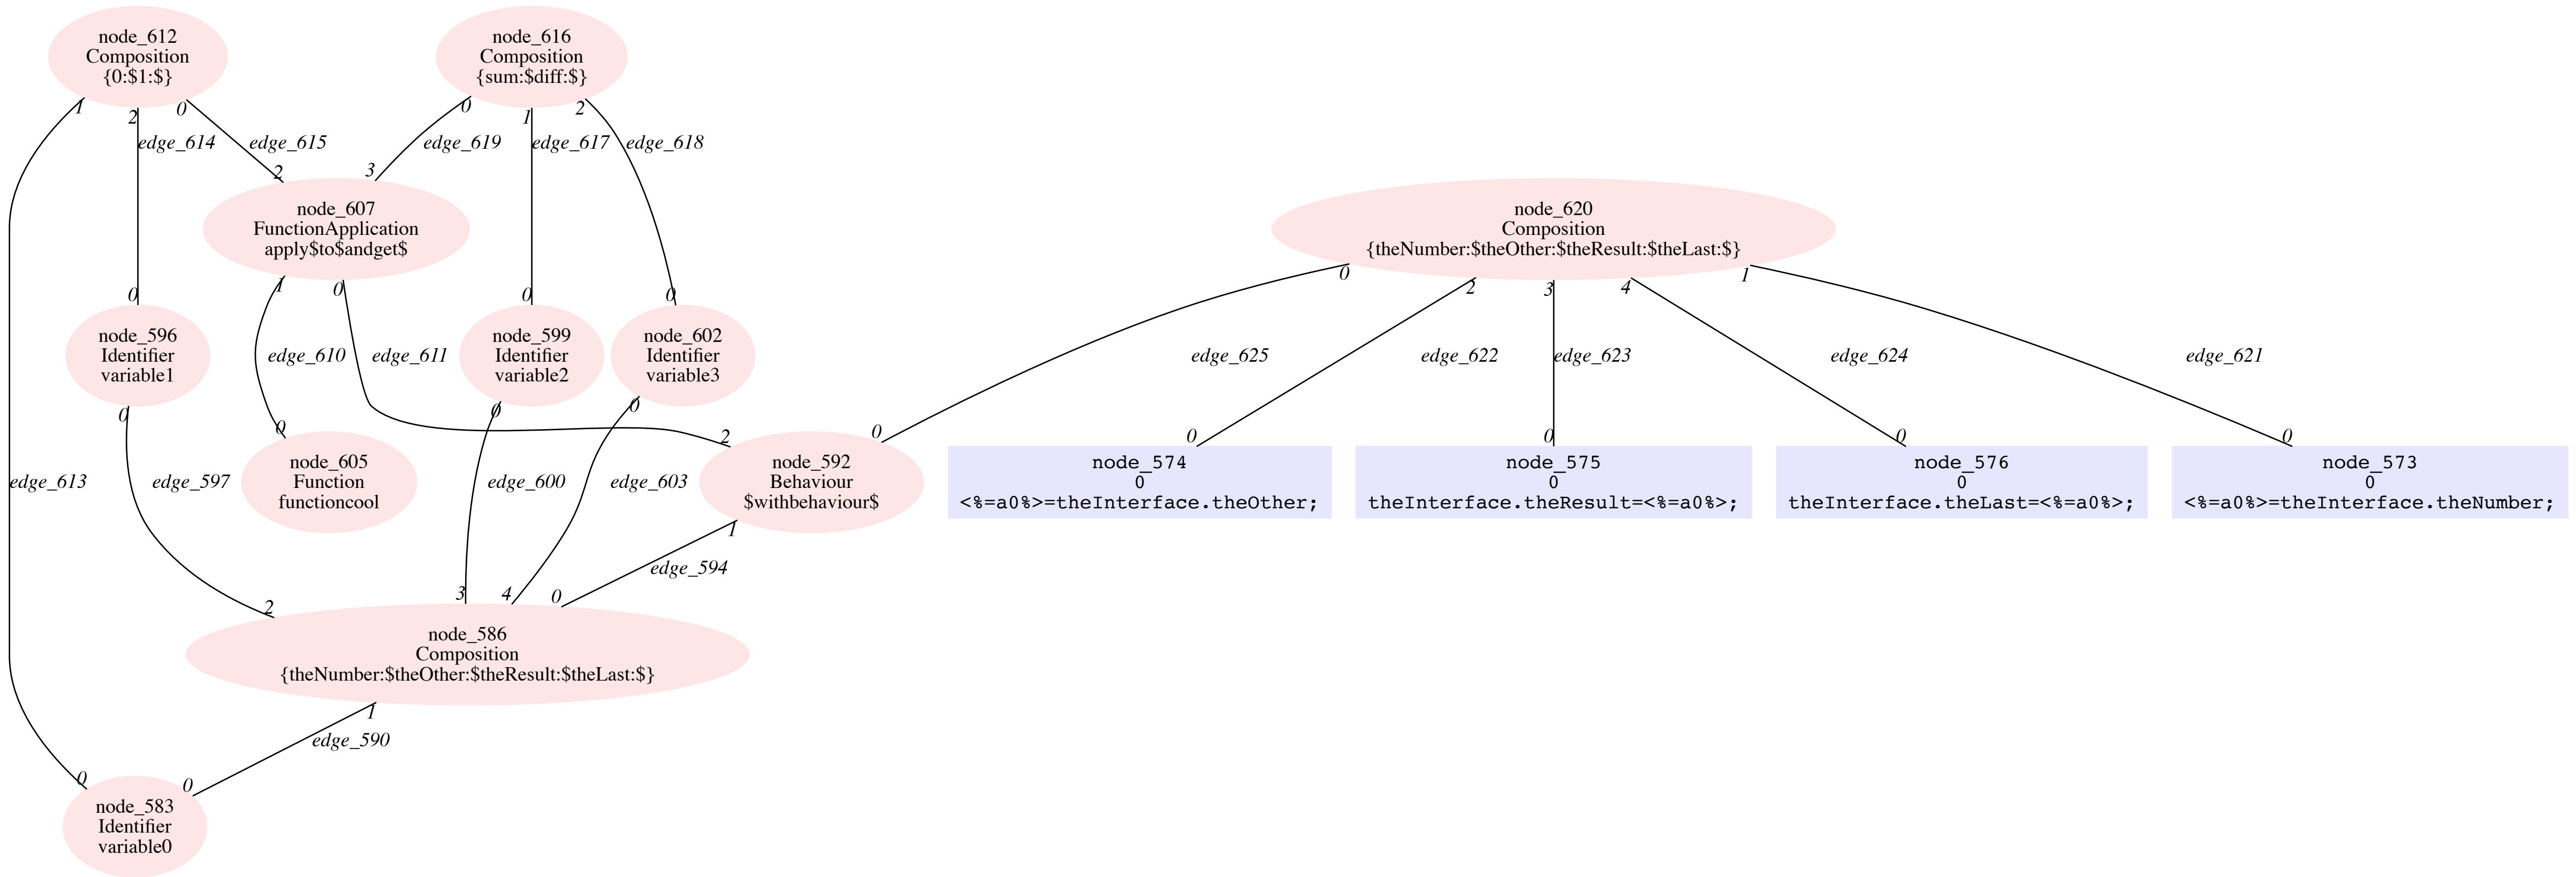 node_612
Composition
{0:$1:$}
node_616
Composition
{sum:$diff:$}
1
2
0
0
1
2
edge_614
edge_615
edge_619
edge_617
edge_618
2
3
node_607
FunctionApplication
apply$to$andget$
node_620
Composition
{theNumber:$theOther:$theResult:$theLast:$}
1
0
0
2
3
4
1
0
0
0
node_596
Identifier
variable1
edge_610
edge_611
node_599
Identifier
variable2
node_602
Identifier
variable3
edge_625
edge_622
edge_623
edge_624
edge_621
0
0
0
0
2
0
0
0
0
0
edge_613
edge_597
node_605
Function
functioncool
edge_600
edge_603
node_592
Behaviour
$withbehaviour$
node_574
0
<%=a0%>=theInterface.theOther;
node_575
0
theInterface.theResult=<%=a0%>;
node_576
0
theInterface.theLast=<%=a0%>;
node_573
0
<%=a0%>=theInterface.theNumber;
1
edge_594
2
3
4
0
node_586
Composition
{theNumber:$theOther:$theResult:$theLast:$}
1
edge_590
0
0
node_583
Identifier
variable0